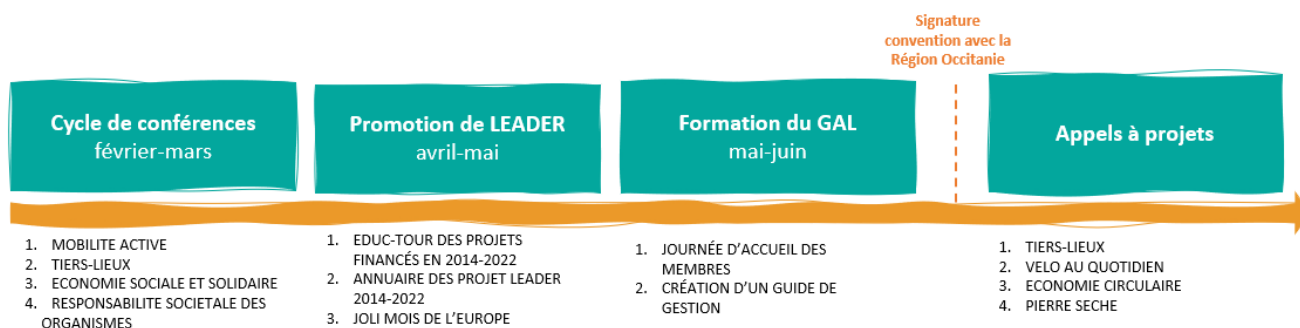 Signature
convention avec la
Région Occitanie
Cycle de conférences
février-mars
Promotion de LEADER
avril-mai
Formation du GAL
mai-juin
Appels à projets
1. MOBILITE ACTIVE
2. TIERS-LIEUX
3. ECONOMIE SOCIALE ET SOLIDAIRE
4. RESPONSABILITE SOCIETALE DES
ORGANISMES
1. EDUC-TOUR DES PROJETS
FINANCÉS EN 2014-2022
2. ANNUAIRE DES PROJET LEADER
2014-2022
3. JOLI MOIS DE L'EUROPE
1. JOURNÉE D'ACCUEIL DES
MEMBRES
2. CRÉATION D'UN GUIDE DE
GESTION
1. TIERS-LIEUX
2. VELO AU QUOTIDIEN
3. ECONOMIE CIRCULAIRE
4. PIERRE SECHE